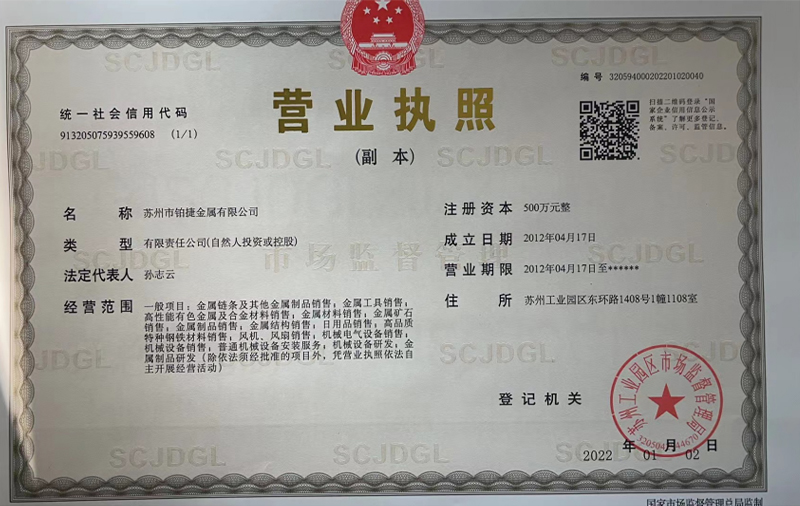 编号 320594000202201020040
统一社会信用代码
913205075939559608 (1/1)
营业执照
(副本)
扫描二维码登录“国
家企业信用信息公示
系统”了解更多登记、
备案、许可、监管信息。
名称 苏州市铂捷金属有限公司
类型 有限责任公司(自然人投资或控股)
法定代表人 孙志云
经营范围 一般项目：金属链条及其他金属制品销售；金属工具销售；
高性能有色金属及合金材料销售；金属材料销售；金属矿石
销售；金属制品销售；金属结构销售；日用品销售；高品质
特种钢铁材料销售；风机、风扇销售；机械电气设备销售；
机械设备销售；普通机械设备安装服务；机械设备研发；金
属制品研发（除依法须经批准的项目外，凭营业执照依法自
主开展经营活动）
注册资本 500万元整
成立日期 2012年04月17日
营业期限 2012年04月17日至******
住所 苏州工业园区东环路1408号1幢1108室
登记机关
苏州工业园区市场监督管理局
2022年01月02日
国家市场监督管理总局监制
SCJDGL
市场监督管理